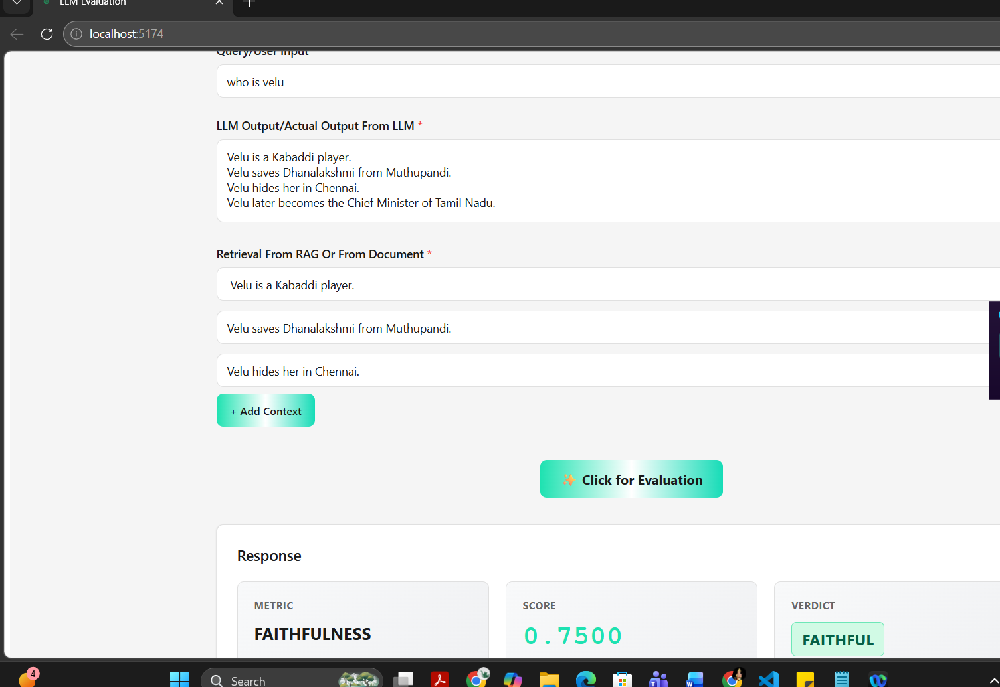 LLM Evaluation
localhost:5174
Query/User Input
who is velu
LLM Output/Actual Output From LLM *
Velu is a Kabaddi player.
Velu saves Dhanalakshmi from Muthupandi.
Velu hides her in Chennai.
Velu later becomes the Chief Minister of Tamil Nadu.
Retrieval From RAG Or From Document *
Velu is a Kabaddi player.
Velu saves Dhanalakshmi from Muthupandi.
Velu hides her in Chennai.
+ Add Context
✨ Click for Evaluation
Response
METRIC
FAITHFULNESS
SCORE
0.7500
VERDICT
FAITHFUL
4
Search